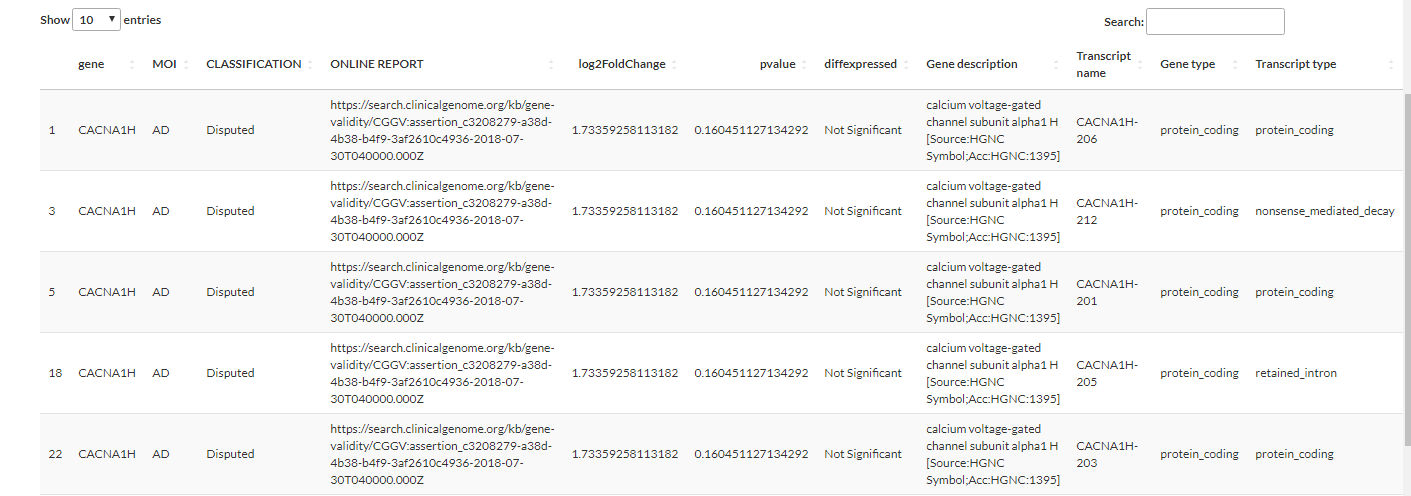 Show 10 entries
Search:
gene MOI CLASSIFICATION ONLINE REPORT log2FoldChange pvalue diffexpressed Gene description Transcript name Gene type Transcript type
1 CACNA1H AD Disputed https://search.clinicalgenome.org/kb/gene-validity/CGGV:assertion_c3208279-a38d-4b38-b4f9-3af2610c4936-2018-07-30T040000.000Z 1.73359258113182 0.160451127134292 Not Significant calcium voltage-gated channel subunit alpha1 H [Source:HGNC Symbol;Acc:HGNC:1395] CACNA1H-206 protein_coding protein_coding
3 CACNA1H AD Disputed https://search.clinicalgenome.org/kb/gene-validity/CGGV:assertion_c3208279-a38d-4b38-b4f9-3af2610c4936-2018-07-30T040000.000Z 1.73359258113182 0.160451127134292 Not Significant calcium voltage-gated channel subunit alpha1 H [Source:HGNC Symbol;Acc:HGNC:1395] CACNA1H-212 protein_coding nonsense_mediated_decay
5 CACNA1H AD Disputed https://search.clinicalgenome.org/kb/gene-validity/CGGV:assertion_c3208279-a38d-4b38-b4f9-3af2610c4936-2018-07-30T040000.000Z 1.73359258113182 0.160451127134292 Not Significant calcium voltage-gated channel subunit alpha1 H [Source:HGNC Symbol;Acc:HGNC:1395] CACNA1H-201 protein_coding protein_coding
18 CACNA1H AD Disputed https://search.clinicalgenome.org/kb/gene-validity/CGGV:assertion_c3208279-a38d-4b38-b4f9-3af2610c4936-2018-07-30T040000.000Z 1.73359258113182 0.160451127134292 Not Significant calcium voltage-gated channel subunit alpha1 H [Source:HGNC Symbol;Acc:HGNC:1395] CACNA1H-205 protein_coding retained_intron
22 CACNA1H AD Disputed https://search.clinicalgenome.org/kb/gene-validity/CGGV:assertion_c3208279-a38d-4b38-b4f9-3af2610c4936-2018-07-30T040000.000Z 1.73359258113182 0.160451127134292 Not Significant calcium voltage-gated channel subunit alpha1 H [Source:HGNC Symbol;Acc:HGNC:1395] CACNA1H-203 protein_coding protein_coding